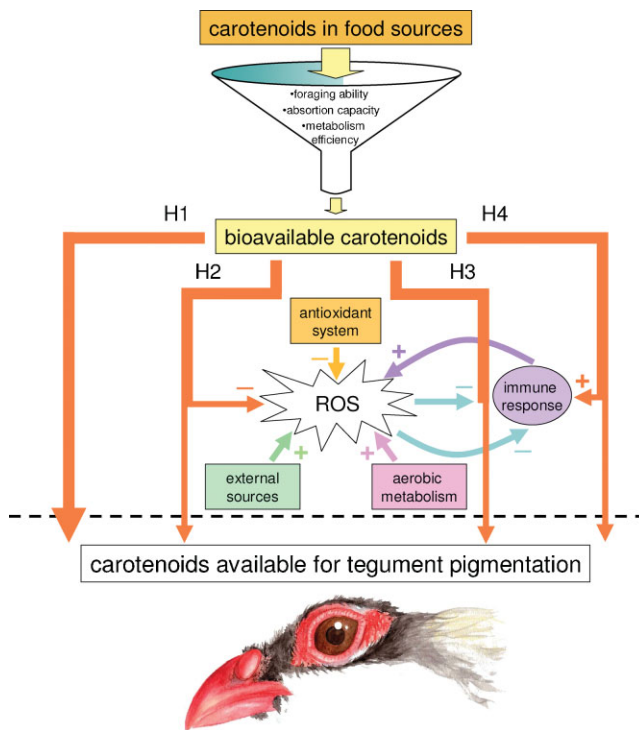 carotenoids in food sources
•foraging ability
•absortion capacity
•metabolism
efficiency
H1
H4
bioavailable carotenoids
H2
H3
antioxidant
system
+
−
−
ROS
−
immune
response
+
−
+
+
external
sources
aerobic
metabolism
carotenoids available for tegument pigmentation